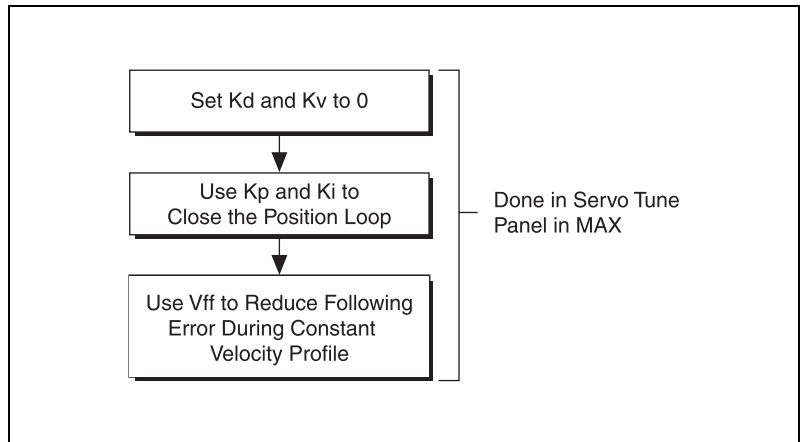 Set Kd and Kv to 0
Use Kp and Ki to
Close the Position Loop
Use Vff to Reduce Following
Error During Constant
Velocity Profile
Done in Servo Tune
Panel in MAX